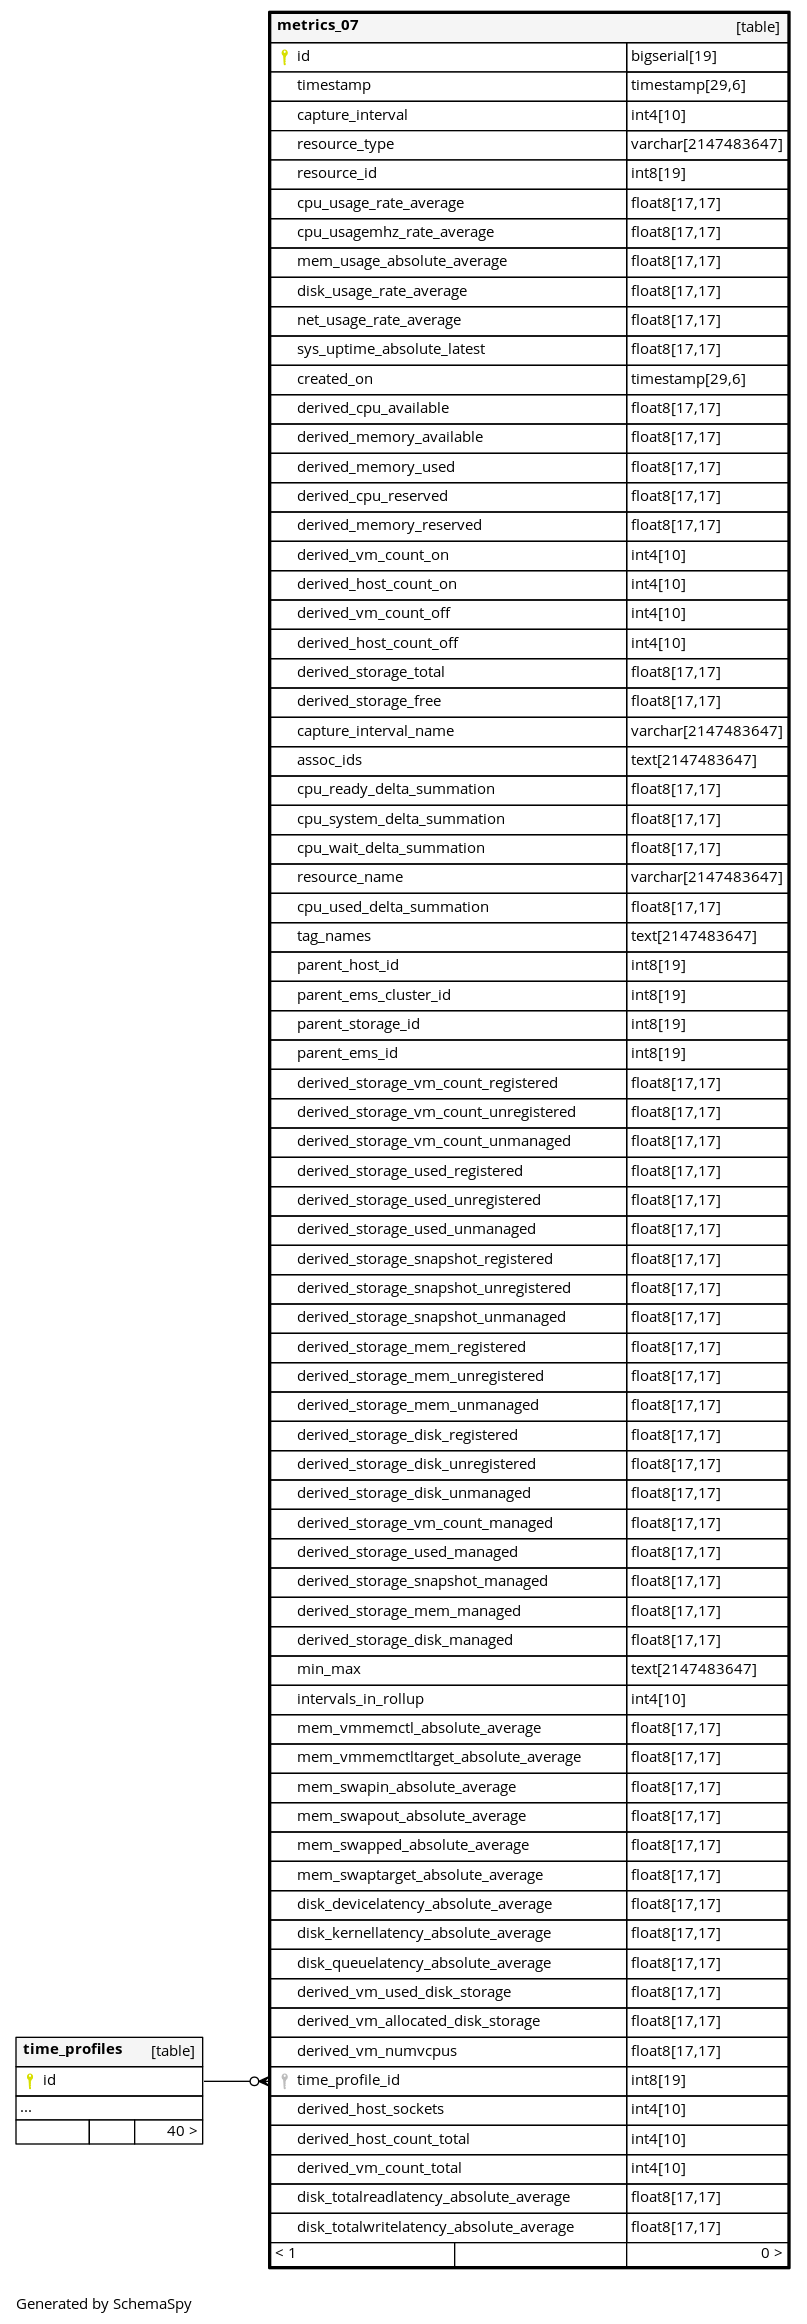 metrics_07 [table]
id bigserial[19]
timestamp timestamp[29,6]
capture_interval int4[10]
resource_type varchar[2147483647]
resource_id int8[19]
cpu_usage_rate_average float8[17,17]
cpu_usagemhz_rate_average float8[17,17]
mem_usage_absolute_average float8[17,17]
disk_usage_rate_average float8[17,17]
net_usage_rate_average float8[17,17]
sys_uptime_absolute_latest float8[17,17]
created_on timestamp[29,6]
derived_cpu_available float8[17,17]
derived_memory_available float8[17,17]
derived_memory_used float8[17,17]
derived_cpu_reserved float8[17,17]
derived_memory_reserved float8[17,17]
derived_vm_count_on int4[10]
derived_host_count_on int4[10]
derived_vm_count_off int4[10]
derived_host_count_off int4[10]
derived_storage_total float8[17,17]
derived_storage_free float8[17,17]
capture_interval_name varchar[2147483647]
assoc_ids text[2147483647]
cpu_ready_delta_summation float8[17,17]
cpu_system_delta_summation float8[17,17]
cpu_wait_delta_summation float8[17,17]
resource_name varchar[2147483647]
cpu_used_delta_summation float8[17,17]
tag_names text[2147483647]
parent_host_id int8[19]
parent_ems_cluster_id int8[19]
parent_storage_id int8[19]
parent_ems_id int8[19]
derived_storage_vm_count_registered float8[17,17]
derived_storage_vm_count_unregistered float8[17,17]
derived_storage_vm_count_unmanaged float8[17,17]
derived_storage_used_registered float8[17,17]
derived_storage_used_unregistered float8[17,17]
derived_storage_used_unmanaged float8[17,17]
derived_storage_snapshot_registered float8[17,17]
derived_storage_snapshot_unregistered float8[17,17]
derived_storage_snapshot_unmanaged float8[17,17]
derived_storage_mem_registered float8[17,17]
derived_storage_mem_unregistered float8[17,17]
derived_storage_mem_unmanaged float8[17,17]
derived_storage_disk_registered float8[17,17]
derived_storage_disk_unregistered float8[17,17]
derived_storage_disk_unmanaged float8[17,17]
derived_storage_vm_count_managed float8[17,17]
derived_storage_used_managed float8[17,17]
derived_storage_snapshot_managed float8[17,17]
derived_storage_mem_managed float8[17,17]
derived_storage_disk_managed float8[17,17]
min_max text[2147483647]
intervals_in_rollup int4[10]
mem_vmmemctl_absolute_average float8[17,17]
mem_vmmemctltarget_absolute_average float8[17,17]
mem_swapin_absolute_average float8[17,17]
mem_swapout_absolute_average float8[17,17]
mem_swapped_absolute_average float8[17,17]
mem_swaptarget_absolute_average float8[17,17]
disk_devicelatency_absolute_average float8[17,17]
disk_kernellatency_absolute_average float8[17,17]
disk_queuelatency_absolute_average float8[17,17]
derived_vm_used_disk_storage float8[17,17]
derived_vm_allocated_disk_storage float8[17,17]
derived_vm_numvcpus float8[17,17]
time_profile_id int8[19]
derived_host_sockets int4[10]
derived_host_count_total int4[10]
derived_vm_count_total int4[10]
disk_totalreadlatency_absolute_average float8[17,17]
disk_totalwritelatency_absolute_average float8[17,17]
< 1 0 >
time_profiles [table]
id
...
40 >
Generated by SchemaSpy